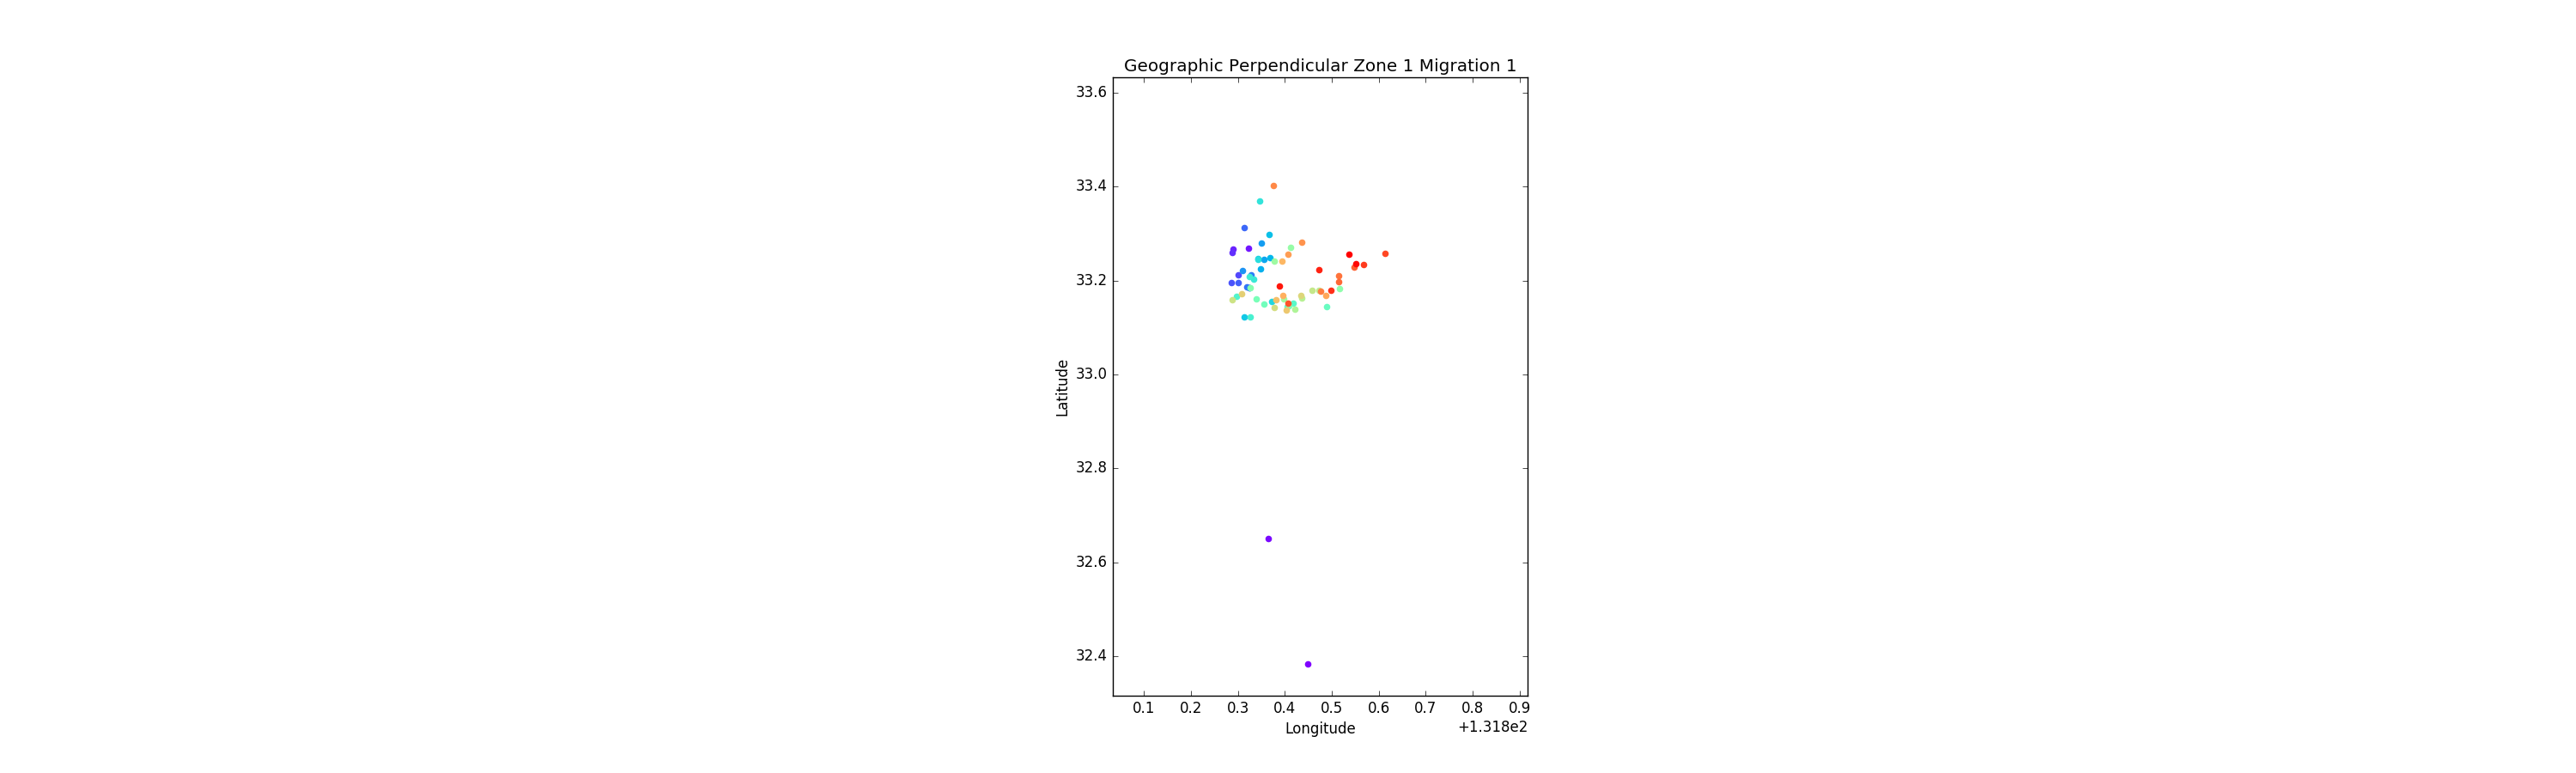 Geographic Perpendicular Zone 1 Migration 1
33.6
33.4
33.2
33.0
32.8
32.6
32.4
Latitude
0.1 0.2 0.3 0.4 0.5 0.6 0.7 0.8 0.9
Longitude
+1.318e2